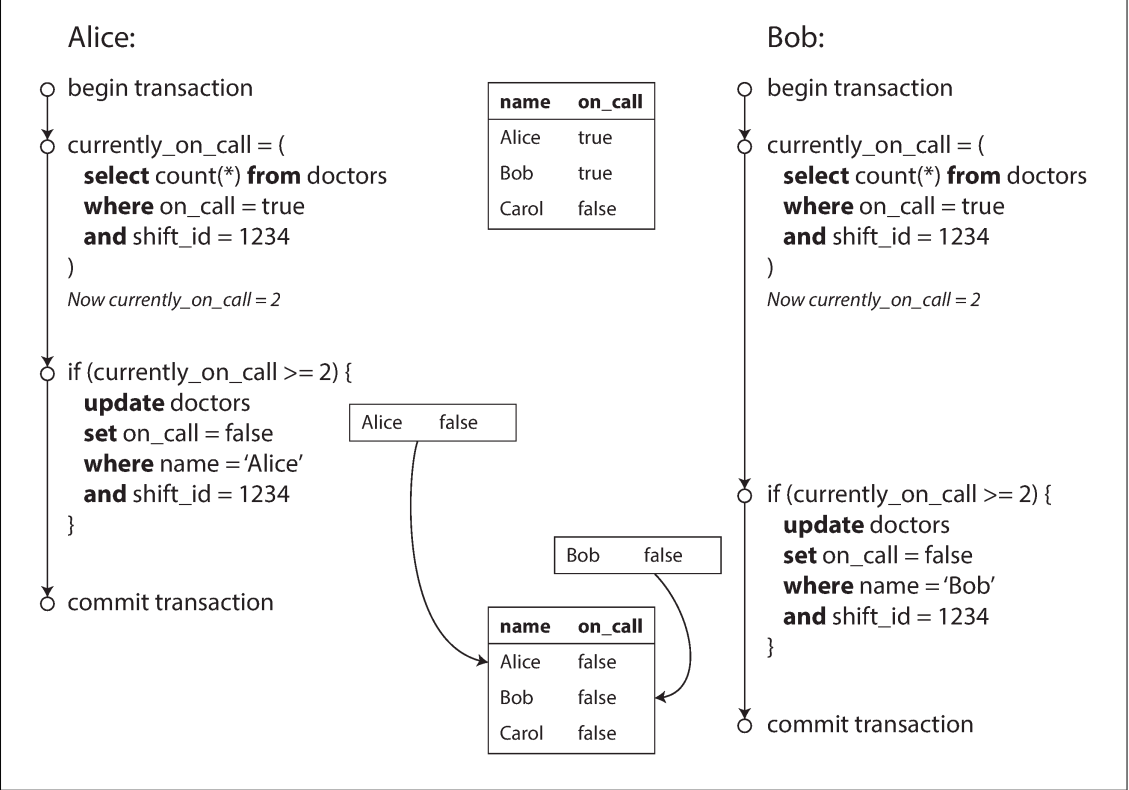 Alice:
begin transaction
currently_on_call = (
select count(*) from doctors
where on_call = true
and shift_id = 1234
)
Now currently_on_call = 2
if (currently_on_call >= 2) {
update doctors
set on_call = false
where name = ‘Alice’
and shift_id = 1234
}
commit transaction
name on_call
Alice true
Bob true
Carol false
Alice false
Bob false
name on_call
Alice false
Bob false
Carol false
Bob:
begin transaction
currently_on_call = (
select count(*) from doctors
where on_call = true
and shift_id = 1234
)
Now currently_on_call = 2
if (currently_on_call >= 2) {
update doctors
set on_call = false
where name = ‘Bob’
and shift_id = 1234
}
commit transaction